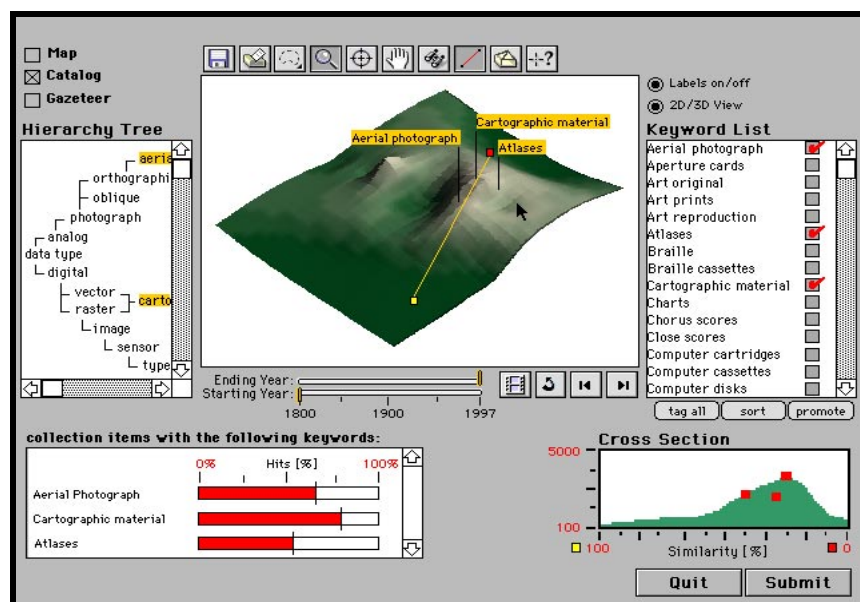 Map
Catalog
Gazeteer
Hierarchy Tree
aeria
orthographi
oblique
photograph
analog
data type
digital
vector
raster
carto
image
sensor
type
?
Aerial photograph
Cartographic material
Atlases
Labels on/off
2D/3D View
Keyword List
Aerial photograph
Aperture cards
Art original
Art prints
Art reproduction
Atlases
Braille
Braille cassettes
Cartographic material
Charts
Chorus scores
Close scores
Computer cartridges
Computer cassettes
Computer disks
tag all sort promote
Ending Year:
Starting Year:
1800 1900 1997
collection items with the following keywords:
0% Hits [%] 100%
Aerial Photograph
Cartographic material
Atlases
Cross Section
5000
100
100 Similarity [%] 0
Quit Submit